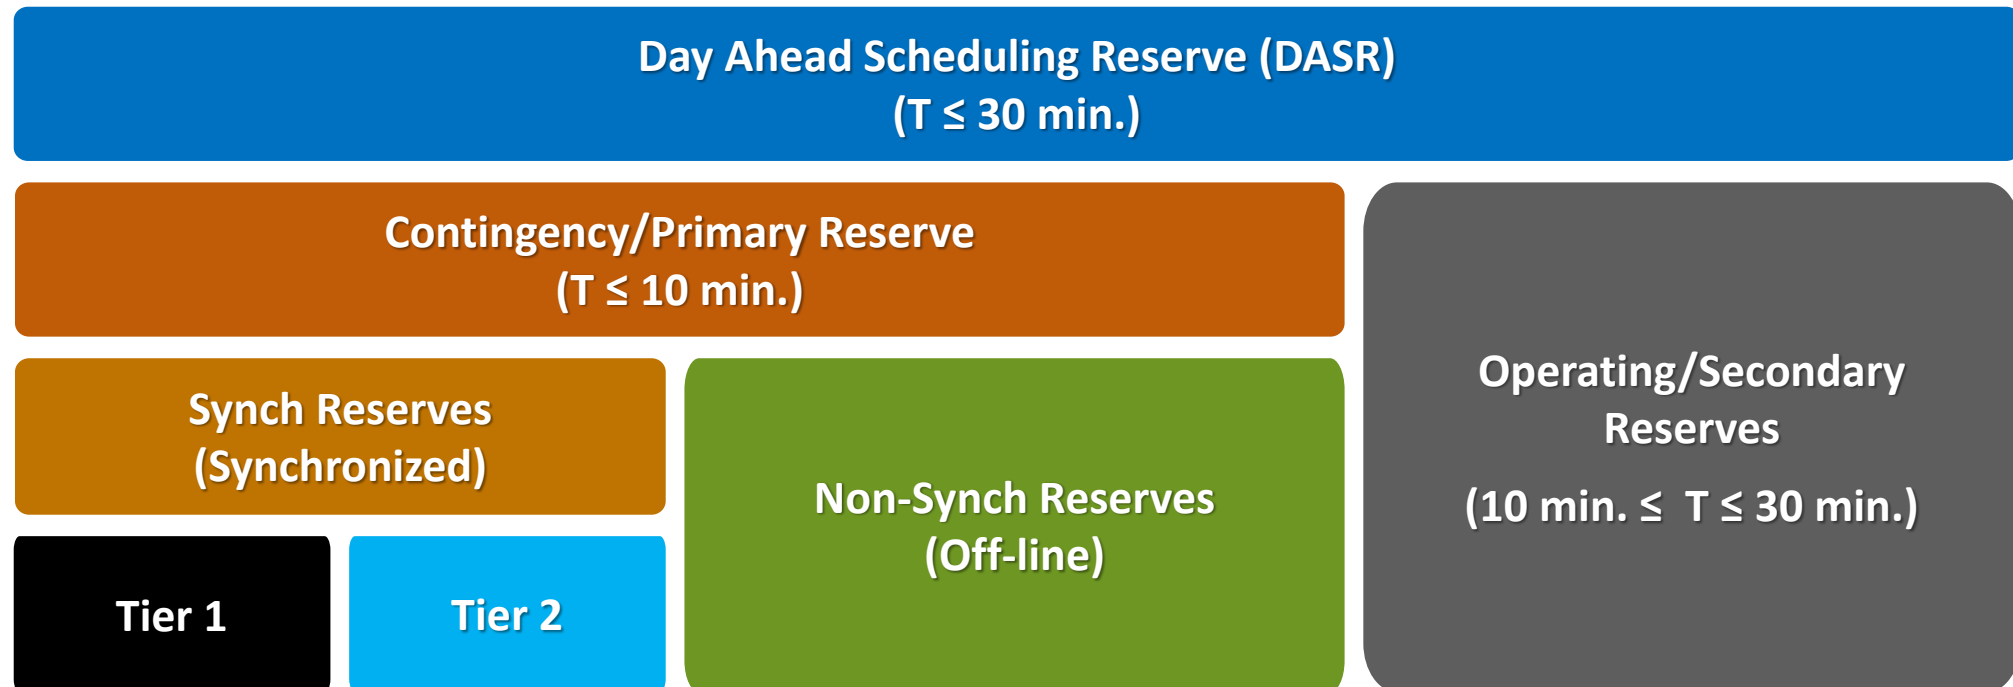 Day Ahead Scheduling Reserve (DASR)
(T ≤ 30 min.)
Contingency/Primary Reserve
(T ≤ 10 min.)
Operating/Secondary
Reserves
(10 min. ≤  T ≤ 30 min.)
Synch Reserves
(Synchronized)
Non-Synch Reserves
(Off-line)
Tier 1
Tier 2